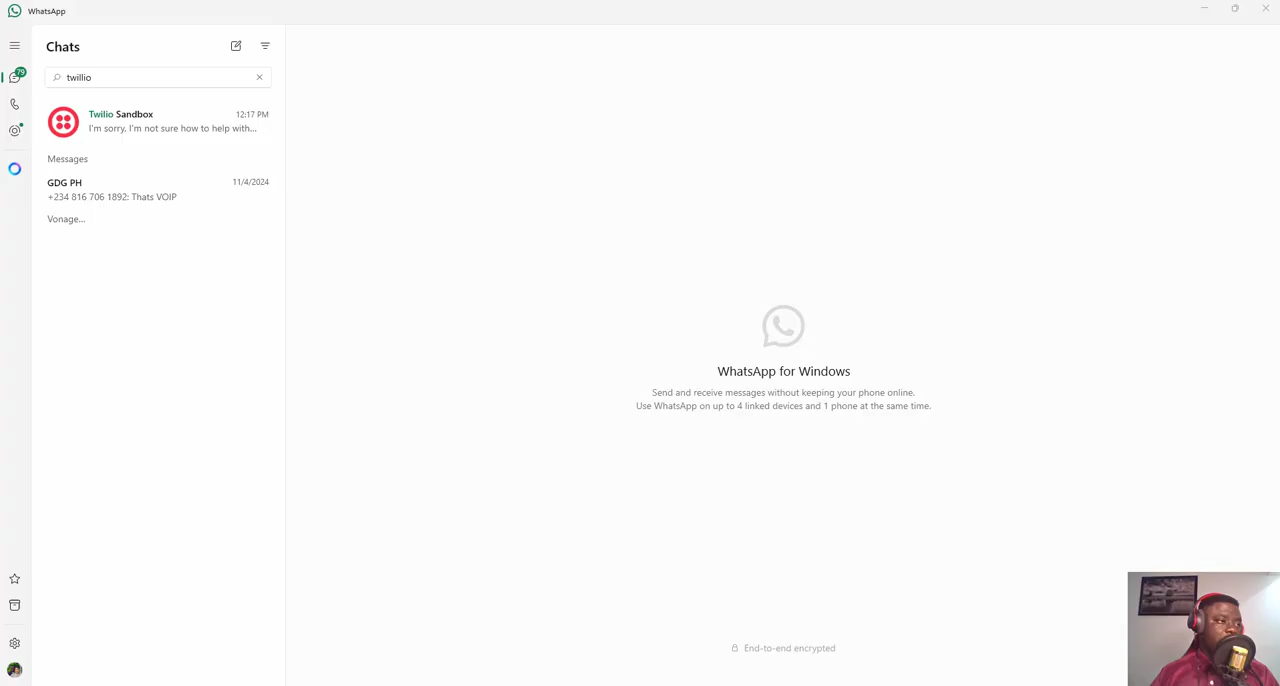 WhatsApp
Chats
79
twillio
Twilio Sandbox
12:17 PM
I'm sorry, I'm not sure how to help with...
Messages
GDG PH
11/4/2024
+234 816 706 1892: Thats VOIP
Vonage...
WhatsApp for Windows
Send and receive messages without keeping your phone online.
Use WhatsApp on up to 4 linked devices and 1 phone at the same time.
End-to-end encrypted